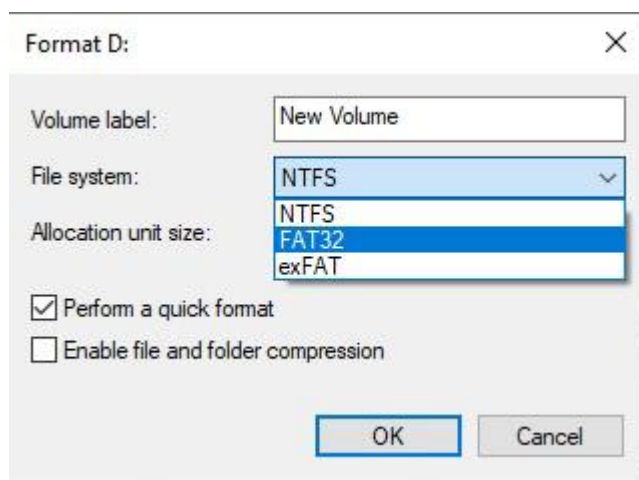 Format D:
Volume label: New Volume
File system: NTFS
NTFS
Allocation unit size: FAT32
exFAT
Perform a quick format
Enable file and folder compression
OK Cancel